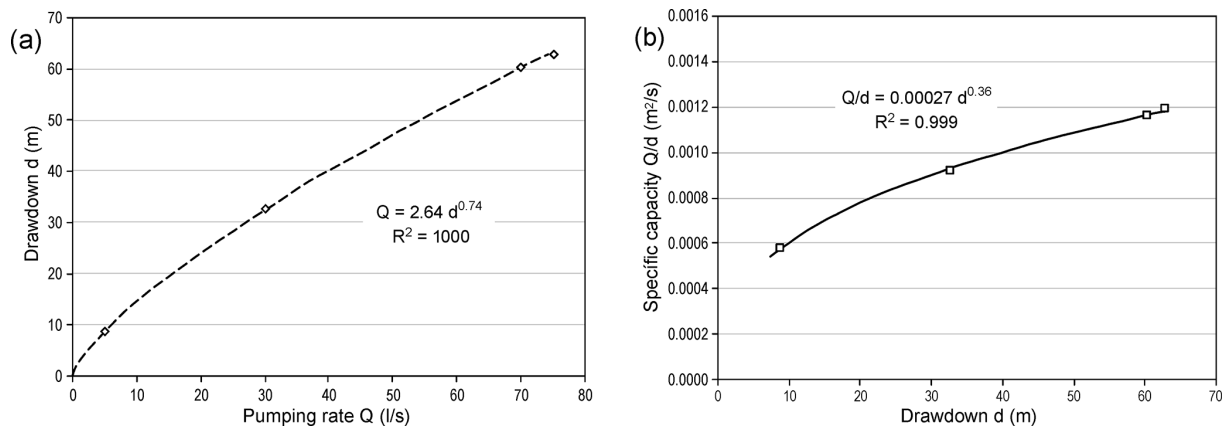 (a)
70
60
50
40
30
20
10
0
Drawdown d (m)
Q = 2.64 d^0.74
R² = 1000
0 10 20 30 40 50 60 70 80
Pumping rate Q (l/s)
(b)
0.0016
0.0014
0.0012
0.0010
0.0008
0.0006
0.0004
0.0002
0.0000
Specífic capacity Q/d (m²/s)
Q/d = 0.00027 d^0.36
R² = 0.999
0 10 20 30 40 50 60 70
Drawdown d (m)